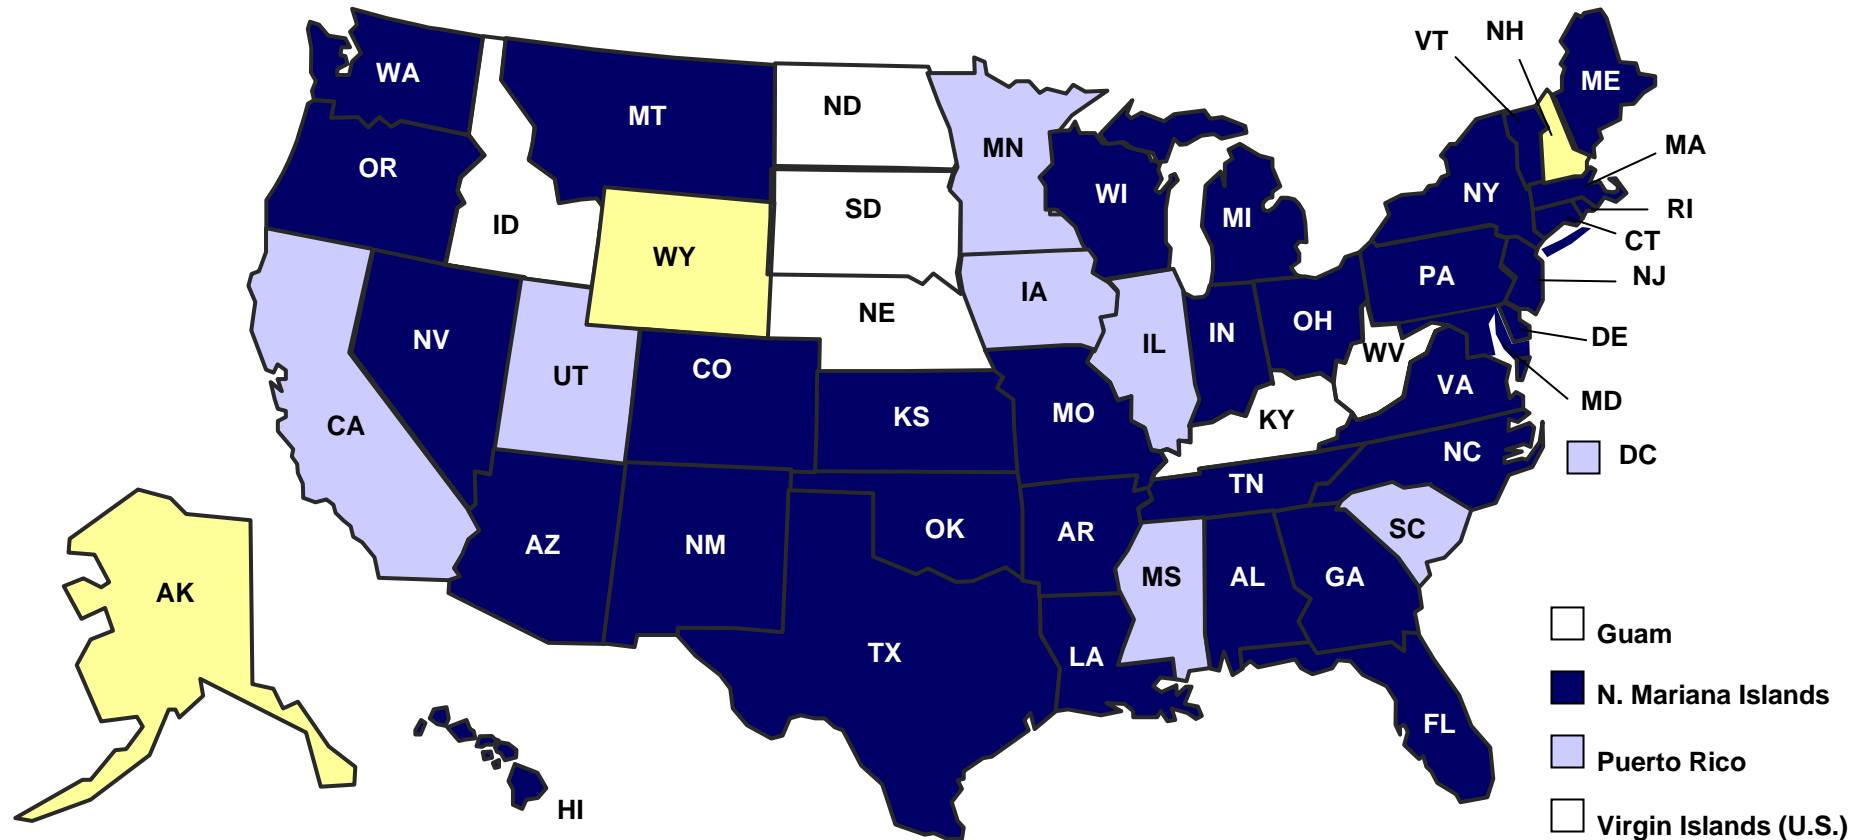 VT
NH
WA
ME
MT
ND
MN
MA
OR
WI
NY
SD
RI
ID
MI
CT
WY
PA
NJ
IA
NE
NV
IN
OH
DE
IL
WV
UT
CO
VA
MD
CA
KS
MO
KY
NC
DC
TN
AZ
NM
OK
AR
SC
MS
AL
GA
AK
Guam
TX
LA
N. Mariana Islands
FL
Puerto Rico
HI
Virgin Islands (U.S.)